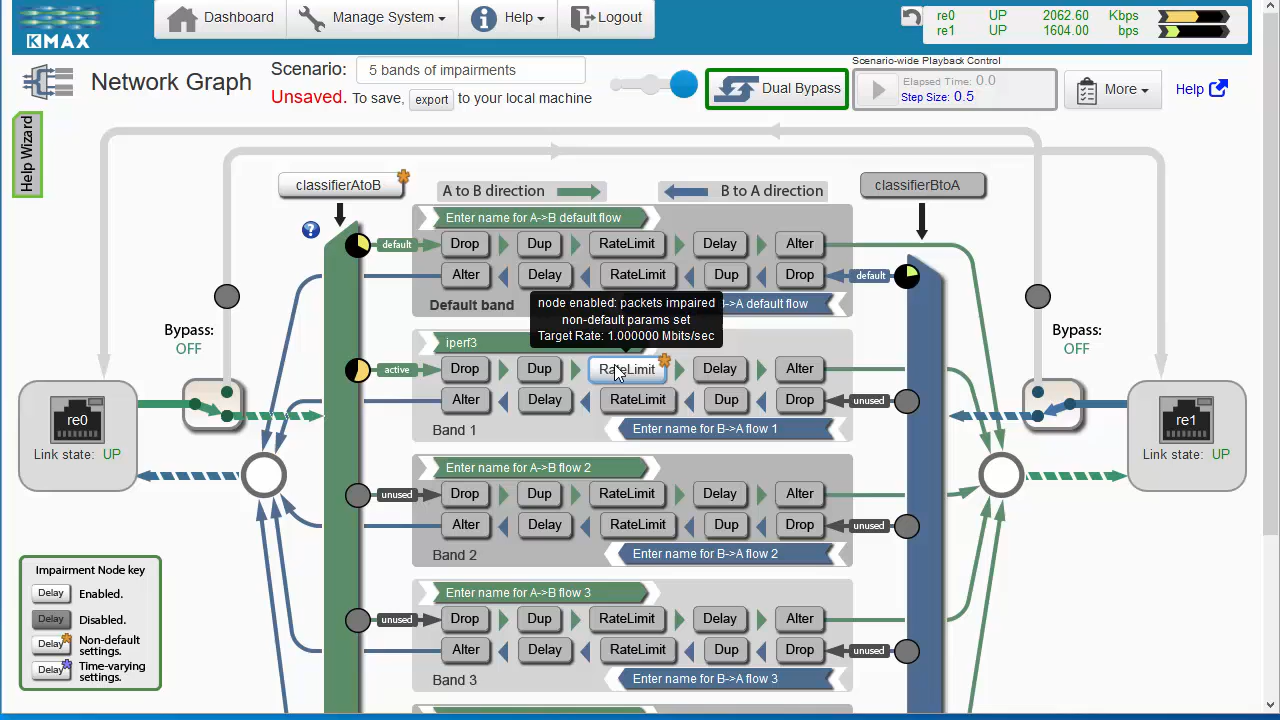 KMAX
Dashboard
Manage System
Help
Logout
re0 UP 2062.60 Kbps
re1 UP 1604.00 bps
Network Graph
Scenario: 5 bands of impairments
Unsaved. To save, export to your local machine
Dual Bypass
Scenario-wide Playback Control
Elapsed Time: 0.0
Step Size: 0.5
More
Help
Help Wizard
classifierAtoB
A to B direction
B to A direction
classifierBtoA
Enter name for A->B default flow
default
Drop Dup RateLimit Delay Alter
Alter Delay RateLimit Dup Drop
default
Default band
B->A default flow
node enabled: packets impaired
non-default params set
Target Rate: 1.000000 Mbits/sec
Bypass:
OFF
Bypass:
OFF
iperf3
active
Drop Dup RateLimit Delay Alter
Alter Delay RateLimit Dup Drop
unused
Band 1
Enter name for B->A flow 1
re0
Link state: UP
re1
Link state: UP
Enter name for A->B flow 2
unused
Drop Dup RateLimit Delay Alter
Alter Delay RateLimit Dup Drop
unused
Band 2
Enter name for B->A flow 2
Enter name for A->B flow 3
unused
Drop Dup RateLimit Delay Alter
Alter Delay RateLimit Dup Drop
unused
Band 3
Enter name for B->A flow 3
Impairment Node key
Delay Enabled.
Delay Disabled.
Delay Non-default settings.
Delay Time-varying settings.